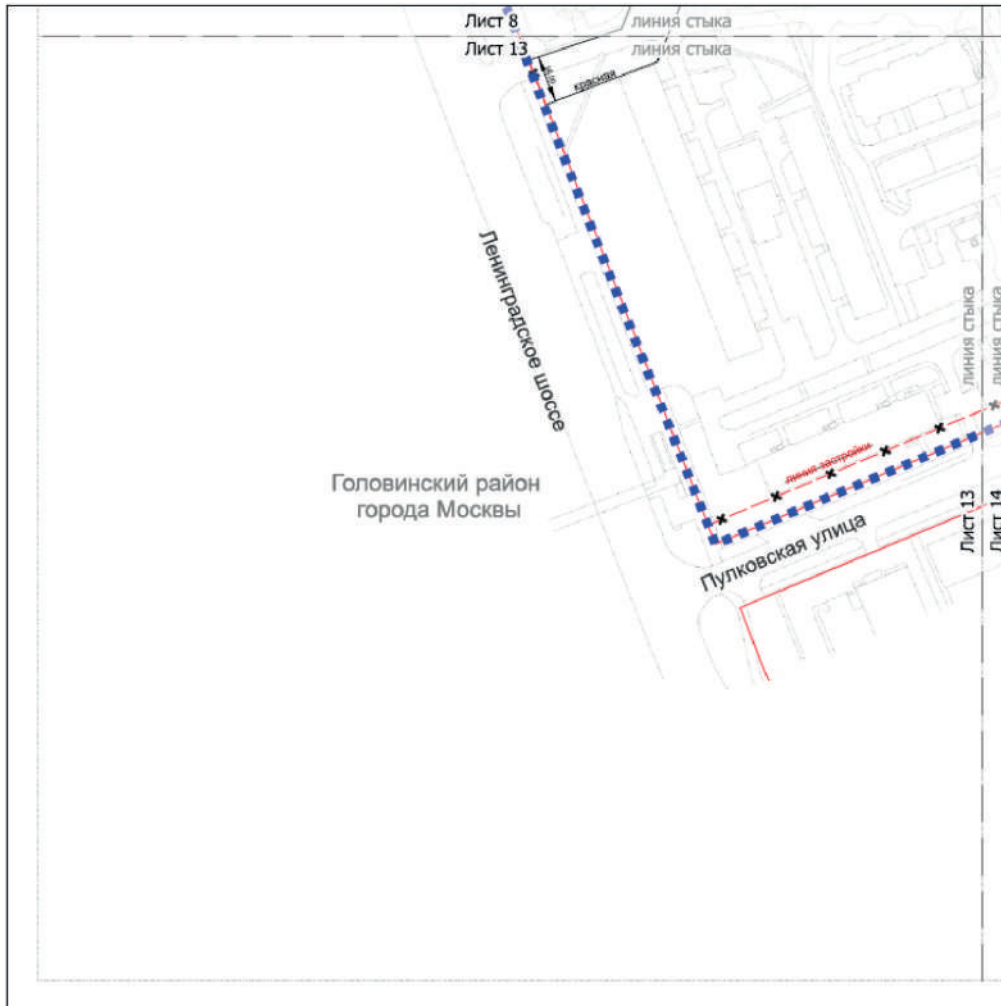 Лист 8
линия стыка
Лист 13
линия стыка
красная
Ленинградское шоссе
линия стыка
линия стыка
линия застройки
Головинский район
города Москвы
Лист 13
Лист 14
Пулковская улица